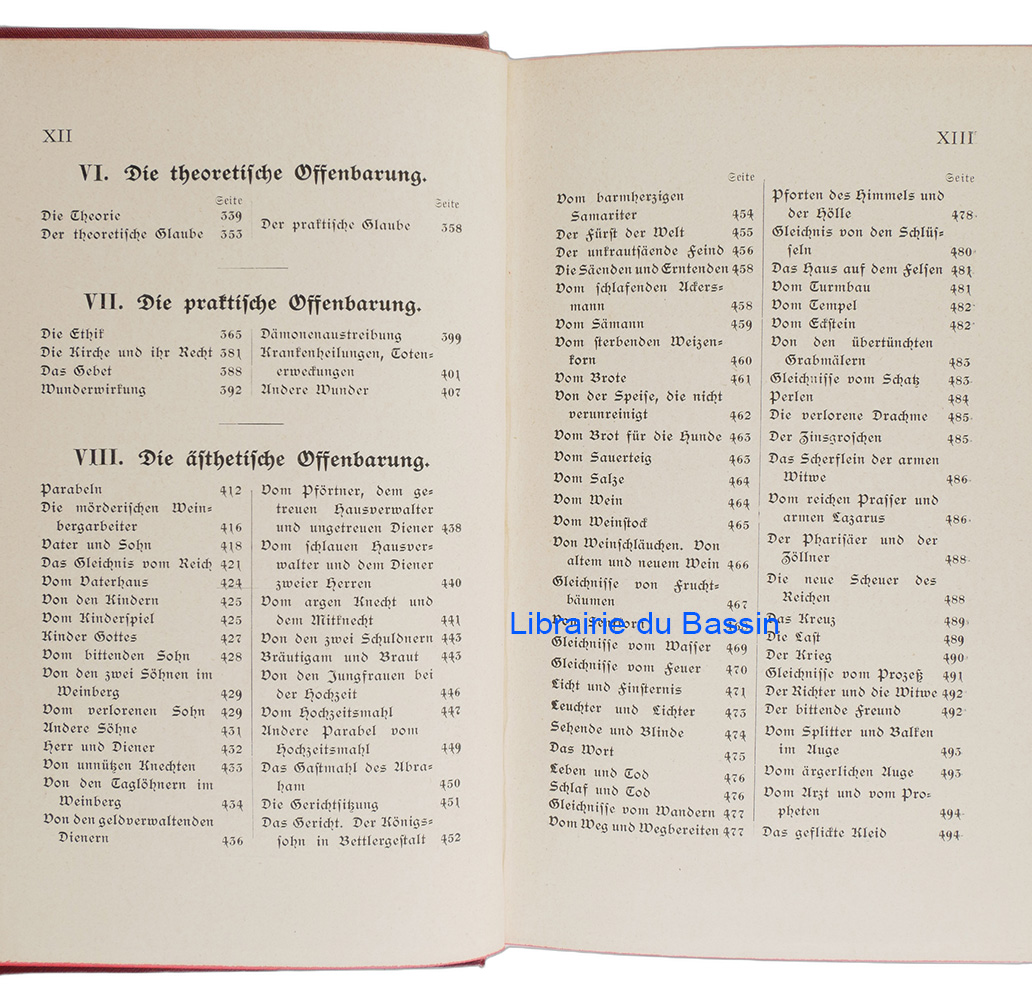 XII
VI. Die theoretische Offenbarung.
Seite
Die Theorie 339
Der theoretische Glaube 353
Seite
Der praktische Glaube 358
VII. Die praktische Offenbarung.
Die Ethik 365
Die Kirche und ihr Recht 381
Das Gebet 388
Wunderwirkung 392
Dämonenaustreibung 399
Krankenheilungen, Toten-
erweckungen 401
Andere Wunder 407
VIII. Die ästhetische Offenbarung.
Parabeln 412
Die mörderischen Wein-
bergarbeiter 416
Vater und Sohn 418
Das Gleichnis vom Reich 421
Vom Vaterhaus 424
Von den Kindern 425
Vom Kinderspiel 425
Kinder Gottes 427
Vom bittenden Sohn 428
Von den zwei Söhnen im
Weinberg 429
Vom verlorenen Sohn 429
Andere Söhne 431
Herr und Diener 432
Von unnützen Knechten 433
Von den Taglöhnern im
Weinberg 434
Von den geldverwaltenden
Dienern 436
Vom Pförtner, dem ge-
treuen Hausverwalter
und ungetreuen Diener 438
Vom schlauen Hausver-
walter und dem Diener
zweier Herren 440
Vom argen Knecht und
dem Mitknecht 441
Von den zwei Schuldnern 443
Bräutigam und Braut 443
Von den Jungfrauen bei
der Hochzeit 446
Vom Hochzeitsmahl 447
Andere Parabel vom
Hochzeitsmahl 449
Das Gastmahl des Abra-
ham 450
Die Gerichtsitzung 451
Das Gericht. Der Königs-
sohn in Bettlergestalt 452
XIII
Seite
Vom barmherzigen
Samariter 454
Der Fürst der Welt 455
Der unkrautsäende Feind 456
Die Säenden und Erntenden 458
Vom schlafenden Ackers-
mann 458
Vom Sämann 459
Vom sterbenden Weizen-
korn 460
Vom Brote 461
Von der Speise, die nicht
verunreinigt 462
Vom Brot für die Hunde 463
Vom Sauerteig 463
Vom Salze 464
Vom Wein 464
Vom Weinstock 465
Von Weinschläuchen. Von
altem und neuem Wein 466
Gleichnisse von Frucht-
bäumen 467
Vom
Gleichnisse vom Wasser 469
Gleichnisse vom Feuer 470
Licht und Finsternis 471
Leuchter und Lichter 473
Sehende und Blinde 474
Das Wort 475
Leben und Tod 476
Schlaf und Tod 476
Gleichnisse vom Wandern 477
Vom Weg und Wegbereiten 477
Seite
Pforten des Himmels und
der Hölle 478
Gleichnis von den Schlüs-
seln 480
Das Haus auf dem Felsen 481
Vom Turmbau 481
Vom Tempel 482
Vom Eckstein 482
Von den übertünchten
Grabmälern 483
Gleichnisse vom Schatz 483
Perlen 484
Die verlorene Drachme 485
Der Zinsgroschen 485
Das Scherflein der armen
Witwe 486
Vom reichen Prasser und
armen Lazarus 486
Der Pharisäer und der
Zöllner 488
Die neue Scheuer des
Reichen 488
Das Kreuz 489
Die Last 489
Der Krieg 490
Gleichnisse vom Prozeß 491
Der Richter und die Witwe 492
Der bittende Freund 492
Vom Splitter und Balken
im Auge 493
Vom ärgerlichen Auge 493
Vom Arzt und vom Pro-
pheten 494
Das geflickte Kleid 494
Librairie du Bassin